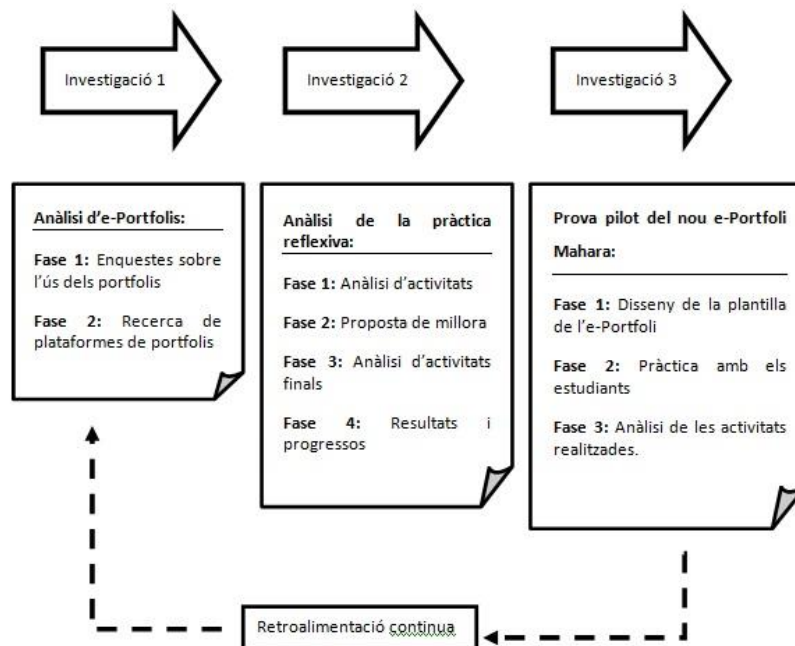 Investigació 1
Investigació 2
Investigació 3
Anàlisi d'e-Portfolis:
Fase 1: Enquestes sobre
l'ús dels portfolis
Fase 2: Recerca de
plataformes de portfolis
Anàlisi de la pràctica
reflexiva:
Fase 1: Anàlisi d'activitats
Fase 2: Proposta de millora
Fase 3: Anàlisi d'activitats
finals
Fase 4: Resultats i
progressos
Prova pilot del nou e-Portfoli
Mahara:
Fase 1: Disseny de la plantilla
de l'e-Portfoli
Fase 2: Pràctica amb els
estudiants
Fase 3: Anàlisi de les activitats
realitzades.
Retroalimentació continua